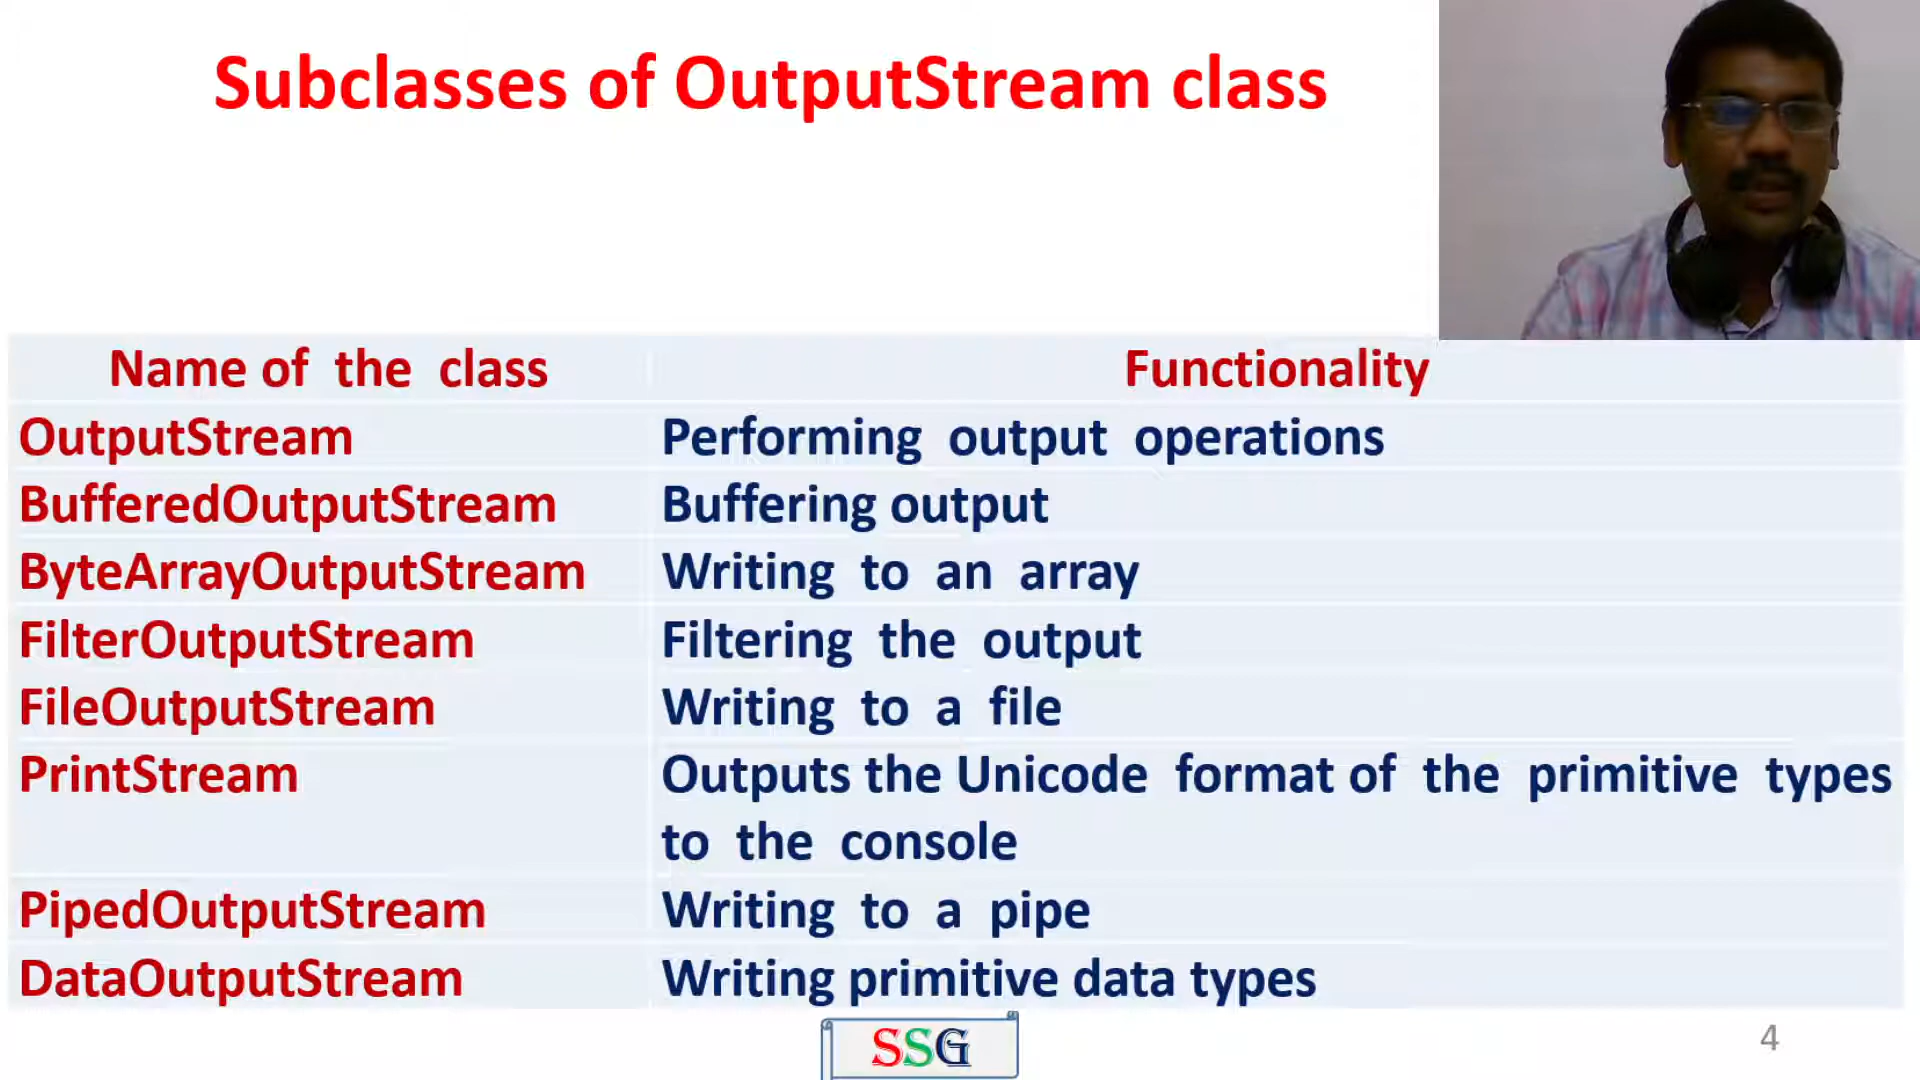 Subclasses of OutputStream class
Name of the class Functionality
OutputStream Performing output operations
BufferedOutputStream Buffering output
ByteArrayOutputStream Writing to an array
FilterOutputStream Filtering the output
FileOutputStream Writing to a file
PrintStream Outputs the Unicode format of the primitive types
to the console
PipedOutputStream Writing to a pipe
DataOutputStream Writing primitive data types
SSG
4